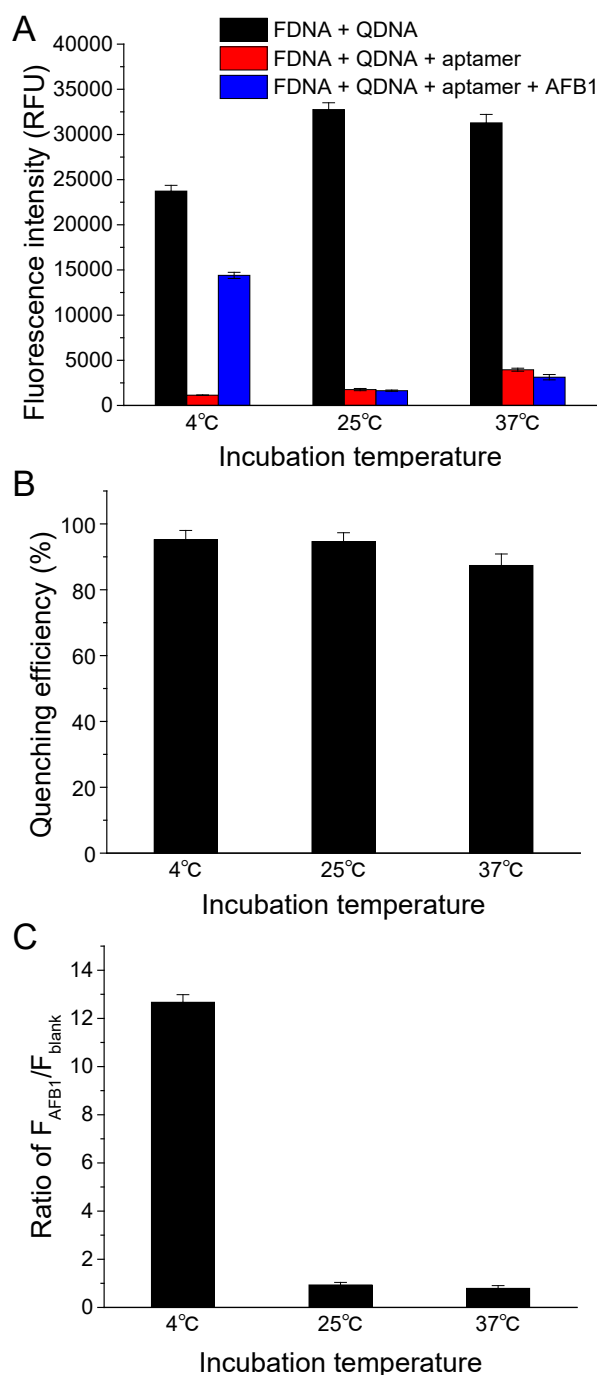 A
FDNA + QDNA
FDNA + QDNA + aptamer
FDNA + QDNA + aptamer + AFB1
Fluorescence intensity (RFU)
40000
35000
30000
25000
20000
15000
10000
5000
0
4℃ 25℃ 37℃
Incubation temperature
B
Quenching efficiency (%)
100
80
60
40
20
0
4℃ 25℃ 37℃
Incubation temperature
C
Ratio of F_AFB1/F_blank
14
12
10
8
6
4
2
0
4℃ 25℃ 37℃
Incubation temperature